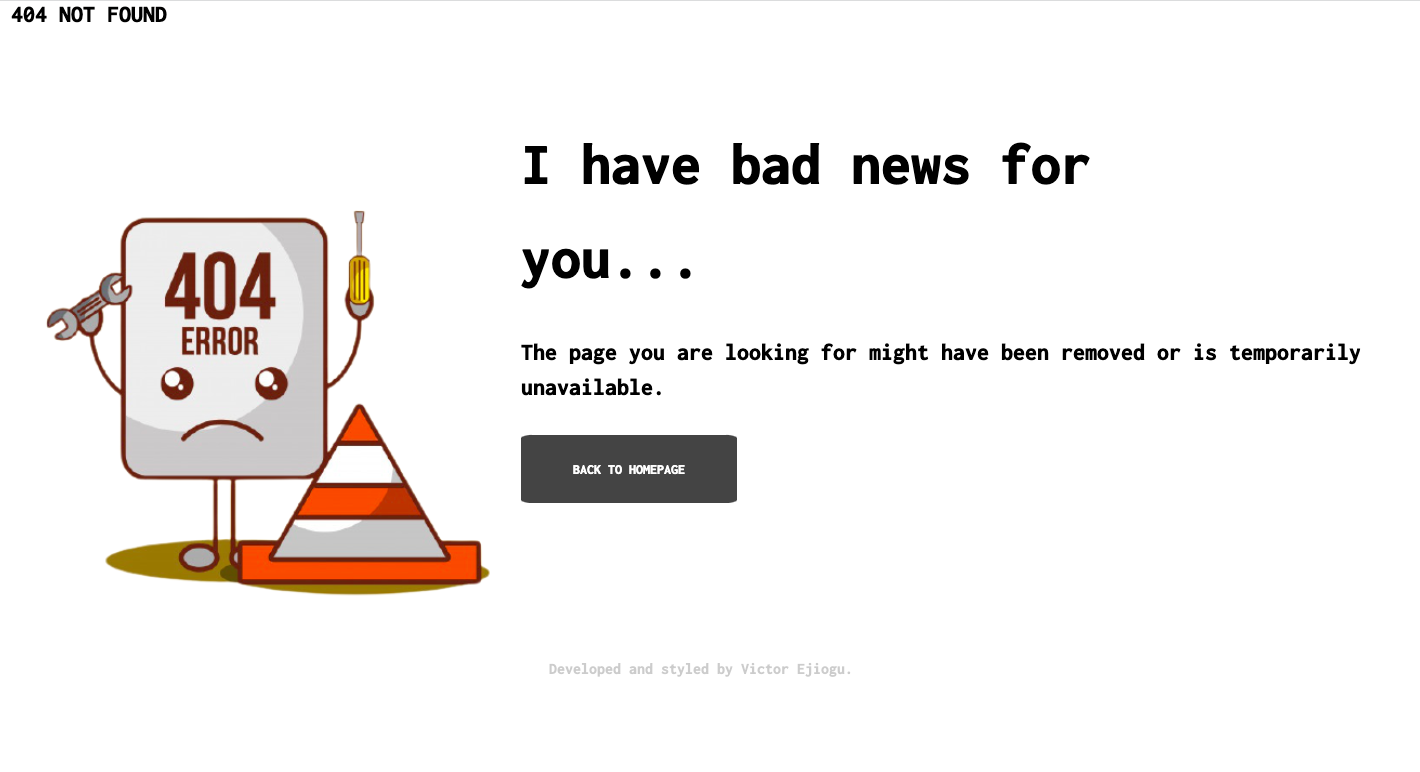 404 NOT FOUND
404
ERROR
I have bad news for
you...
The page you are looking for might have been removed or is temporarily
unavailable.
BACK TO HOMEPAGE
Developed and styled by Victor Ejiogu.